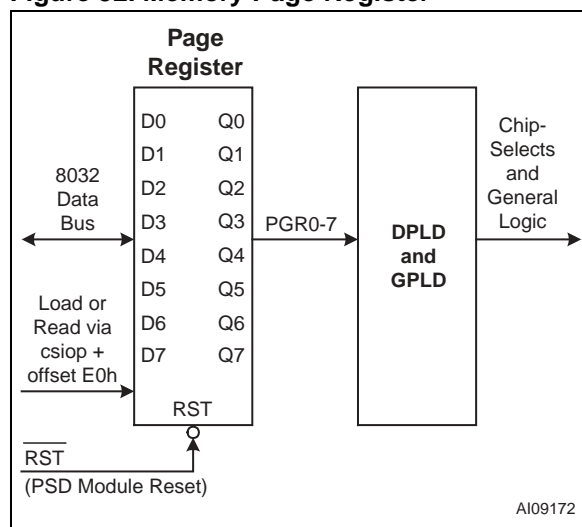 Figure 52. Memory Page Register
Page
Register
D0 Q0
D1 Q1
D2 Q2
D3 Q3
D4 Q4
D5 Q5
D6 Q6
D7 Q7
RST
8032
Data
Bus
Load or
Read via
csiop +
offset E0h
RST
(PSD Module Reset)
PGR0-7
DPLD
and
GPLD
Chip-
Selects
and
General
Logic
AI09172